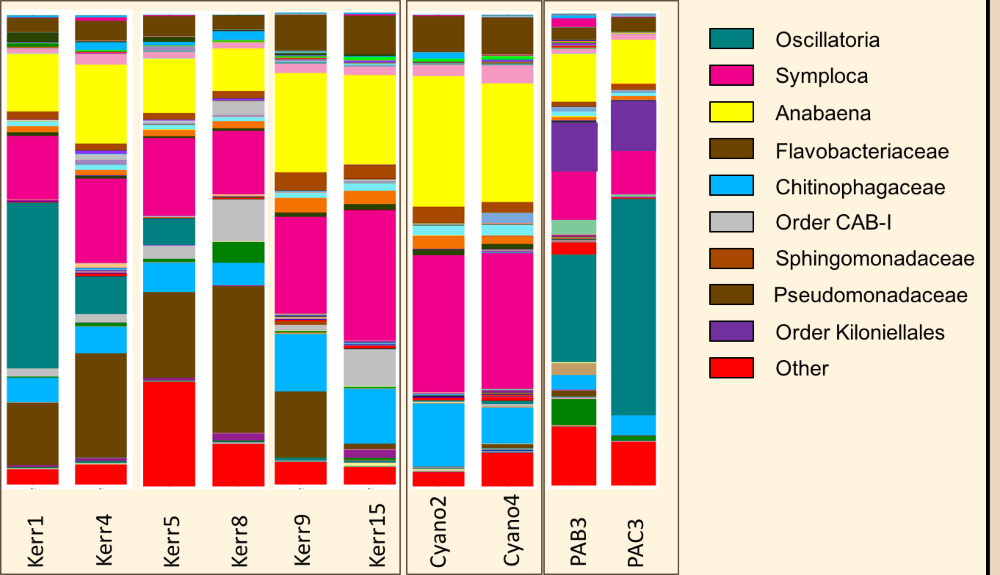 Oscillatoria
Symploca
Anabaena
Flavobacteriaceae
Chitinophagaceae
Order CAB-I
Sphingomonadaceae
Pseudomonadaceae
Order Kiloniellales
Other
Kerr1
Kerr4
Kerr5
Kerr8
Kerr9
Kerr15
Cyano2
Cyano4
PAB3
PAC3